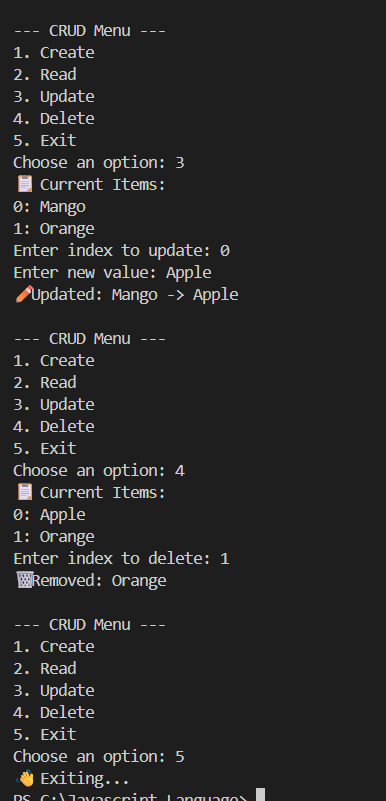 --- CRUD Menu ---
1. Create
2. Read
3. Update
4. Delete
5. Exit
Choose an option: 3
📋 Current Items:
0: Mango
1: Orange
Enter index to update: 0
Enter new value: Apple
✏️Updated: Mango -> Apple

--- CRUD Menu ---
1. Create
2. Read
3. Update
4. Delete
5. Exit
Choose an option: 4
📋 Current Items:
0: Apple
1: Orange
Enter index to delete: 1
🗑️Removed: Orange

--- CRUD Menu ---
1. Create
2. Read
3. Update
4. Delete
5. Exit
Choose an option: 5
👋 Exiting...
PS C:\Javascript Language>